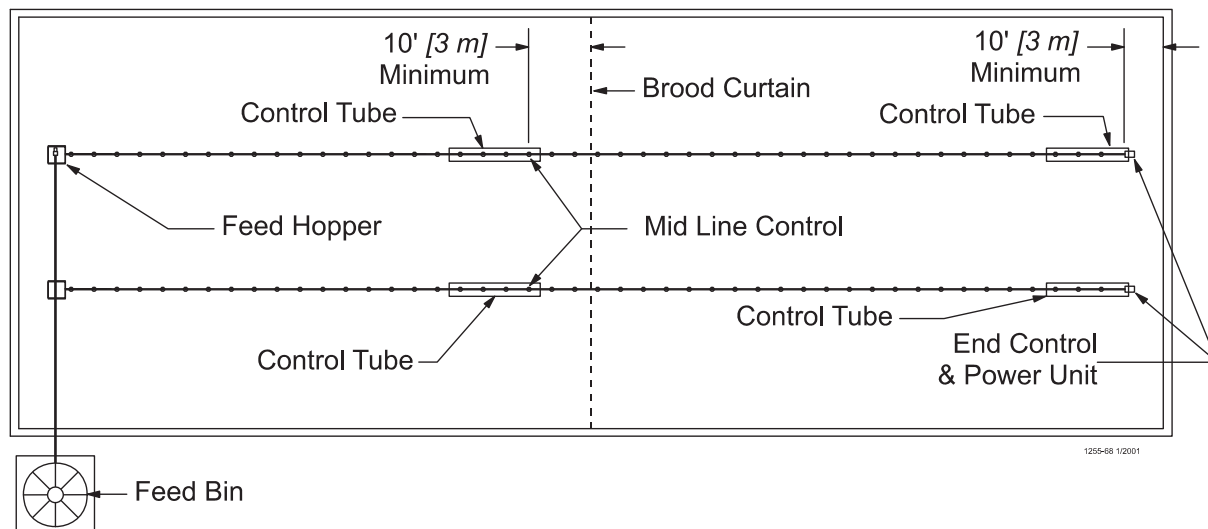 10' [3 m]
Minimum
10' [3 m]
Minimum
Brood Curtain
Control Tube
Control Tube
Feed Hopper
Mid Line Control
Control Tube
Control Tube
End Control
& Power Unit
1255-68 1/2001
Feed Bin